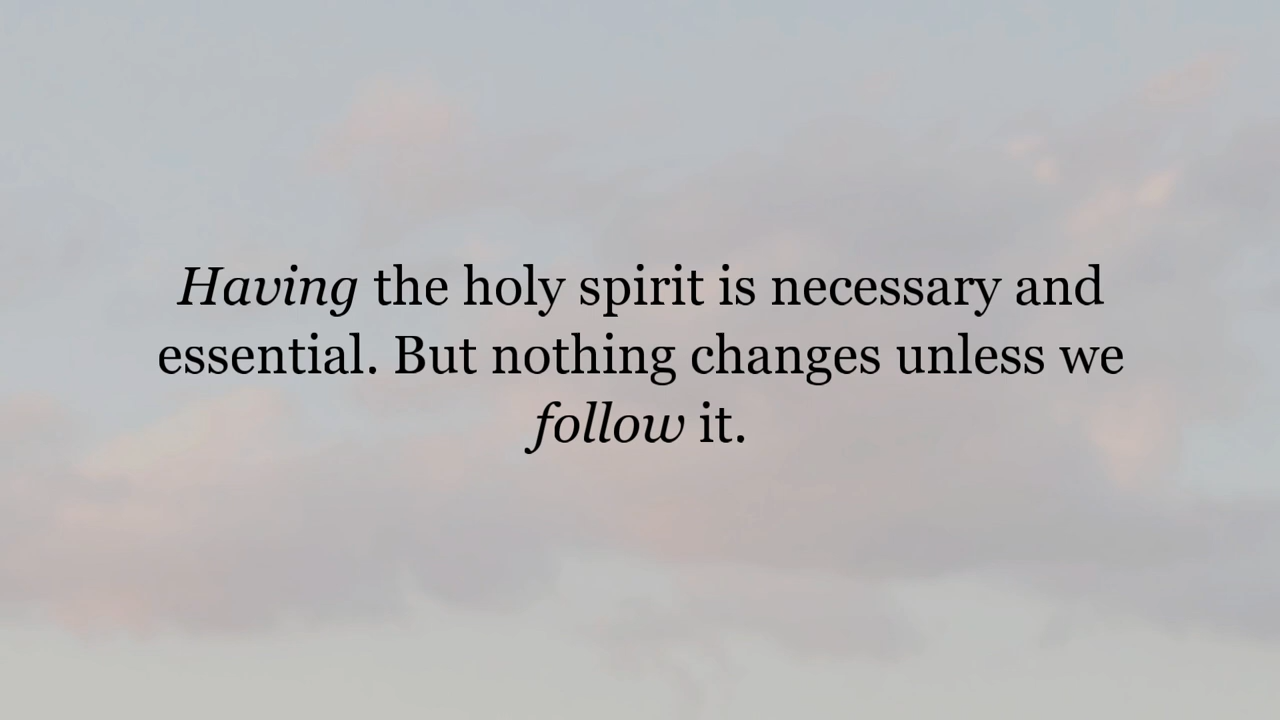 Having the holy spirit is necessary and
essential. But nothing changes unless we
follow it.